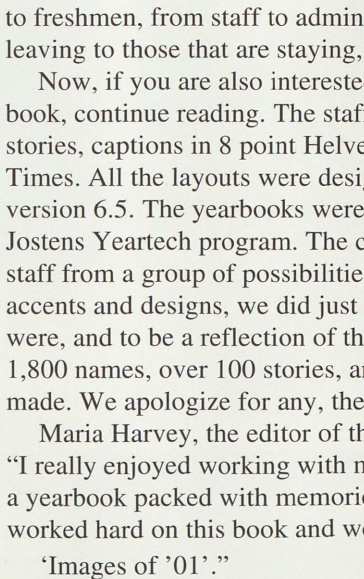 to freshmen, from staff to admin
leaving to those that are staying,
Now, if you are also intereste
book, continue reading. The staf
stories, captions in 8 point Helve
Times. All the layouts were desi
version 6.5. The yearbooks were
Jostens Yeartech program. The c
staff from a group of possibilitie
accents and designs, we did just
were, and to be a reflection of th
1,800 names, over 100 stories, a
made. We apologize for any, the
Maria Harvey, the editor of th
“I really enjoyed working with m
a yearbook packed with memorie
worked hard on this book and w
‘Images of ’01’.”